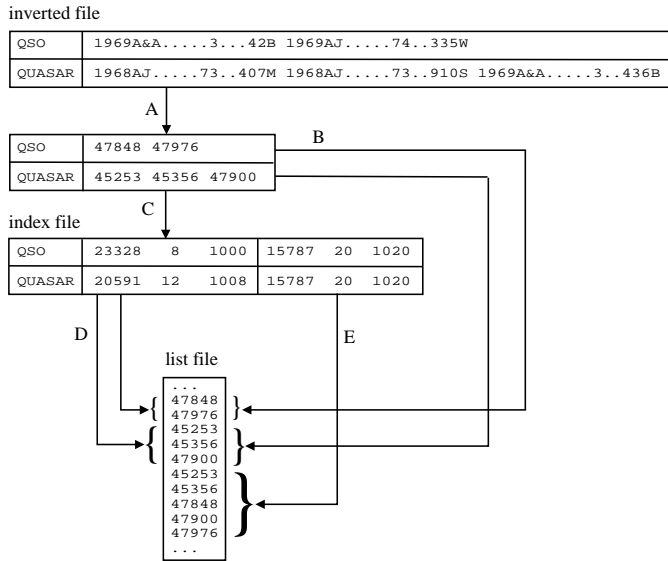 inverted file
QSO 1969A&A.....3...42B 1969AJ.....74..335W
QUASAR 1968AJ.....73..407M 1968AJ.....73..910S 1969A&A.....3..436B
A
B
QSO 47848 47976
QUASAR 45253 45356 47900
C
index file
QSO 23328 8 1000 15787 20 1020
QUASAR 20591 12 1008 15787 20 1020
D
E
list file
...
47848
47976
45253
45356
47900
45253
45356
47848
47900
47976
...